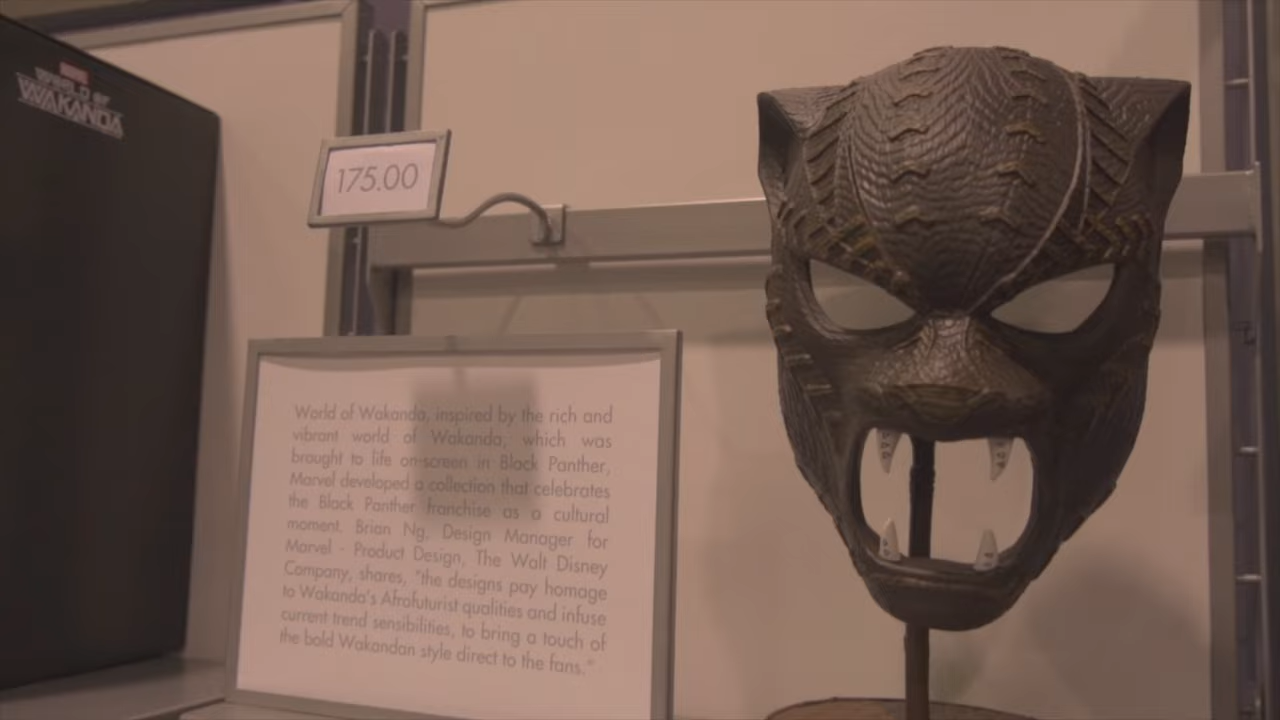 MARVEL
WORLD OF
WAKANDA
175.00
World of Wakanda, inspired by the rich and
vibrant world of Wakanda, which was
brought to life on-screen in Black Panther,
Marvel developed a collection that celebrates
the Black Panther franchise as a cultural
moment. Brian Ng, Design Manager for
Marvel - Product Design, The Walt Disney
Company, shares, "the designs pay homage
to Wakanda's Afrofuturist qualities and infuse
current trend sensibilities, to bring a touch of
the bold Wakandan style direct to the fans."